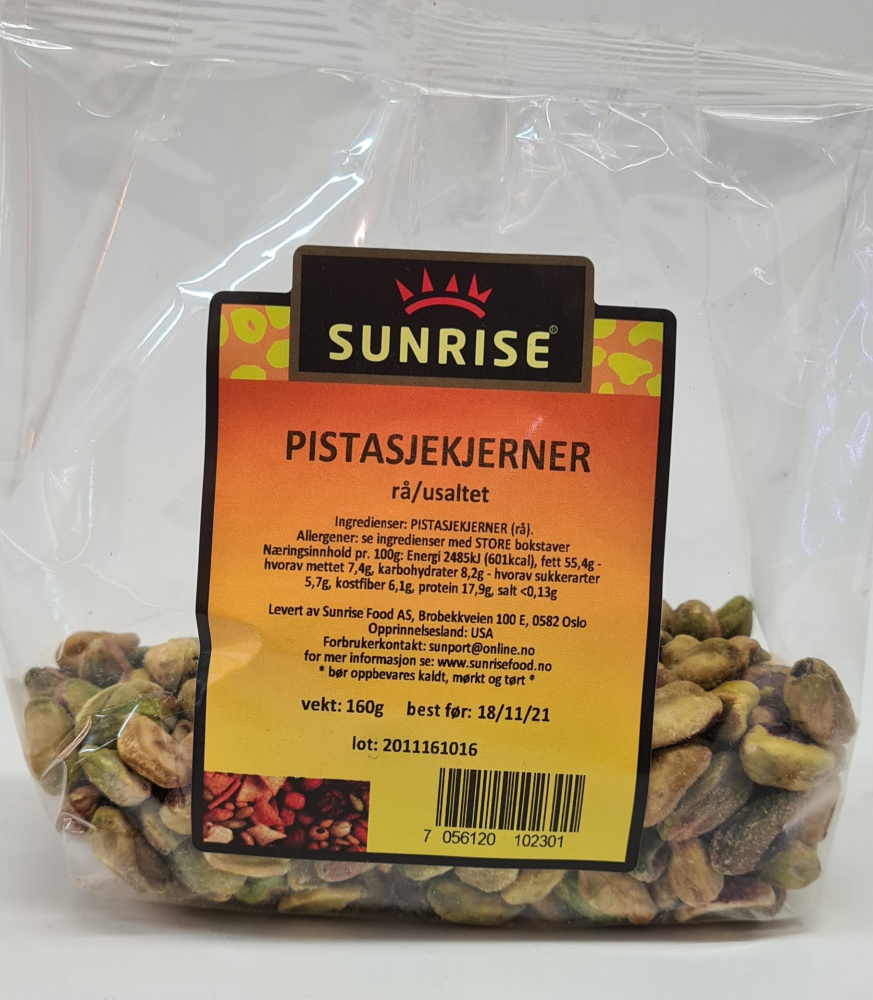 SUNRISE®
PISTASJEKJERNER
rå/usaltet
Ingredienser: PISTASJEKJERNER (rå).
Allergener: se ingredienser med STORE bokstaver
Næringsinnhold pr. 100g: Energi 2485kJ (601kcal), fett 55,4g -
hvorav mettet 7,4g, karbohydrater 8,2g - hvorav sukkerarter
5,7g, kostfiber 6,1g, protein 17,9g, salt <0,13g
Levert av Sunrise Food AS, Brobekkveien 100 E, 0582 Oslo
Opprinnelsesland: USA
Forbrukerkontakt: sunport@online.no
for mer informasjon se: www.sunrisefood.no
* bør oppbevares kaldt, mørkt og tørt *
vekt: 160g best før: 18/11/21
lot: 2011161016
7 056120 102301